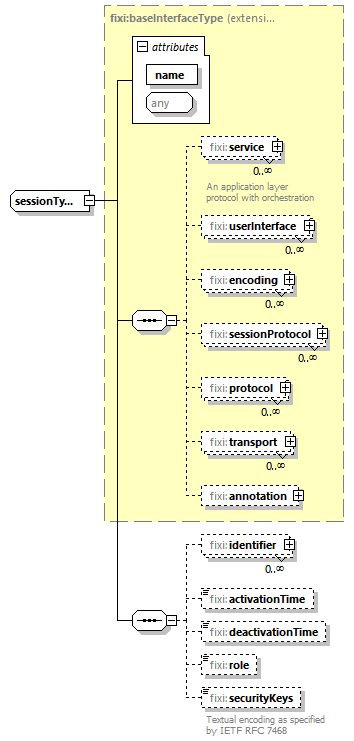 fixi:baseInterfaceType (extensi...
attributes
name
any
fixi:service
0..∞
An application layer
protocol with orchestration
sessionTy...
fixi:userInterface
0..∞
fixi:encoding
0..∞
fixi:sessionProtocol
0..∞
fixi:protocol
0..∞
fixi:transport
0..∞
fixi:annotation
fixi:identifier
0..∞
fixi:activationTime
fixi:deactivationTime
fixi:role
fixi:securityKeys
Textual encoding as specified
by IETF RFC 7468